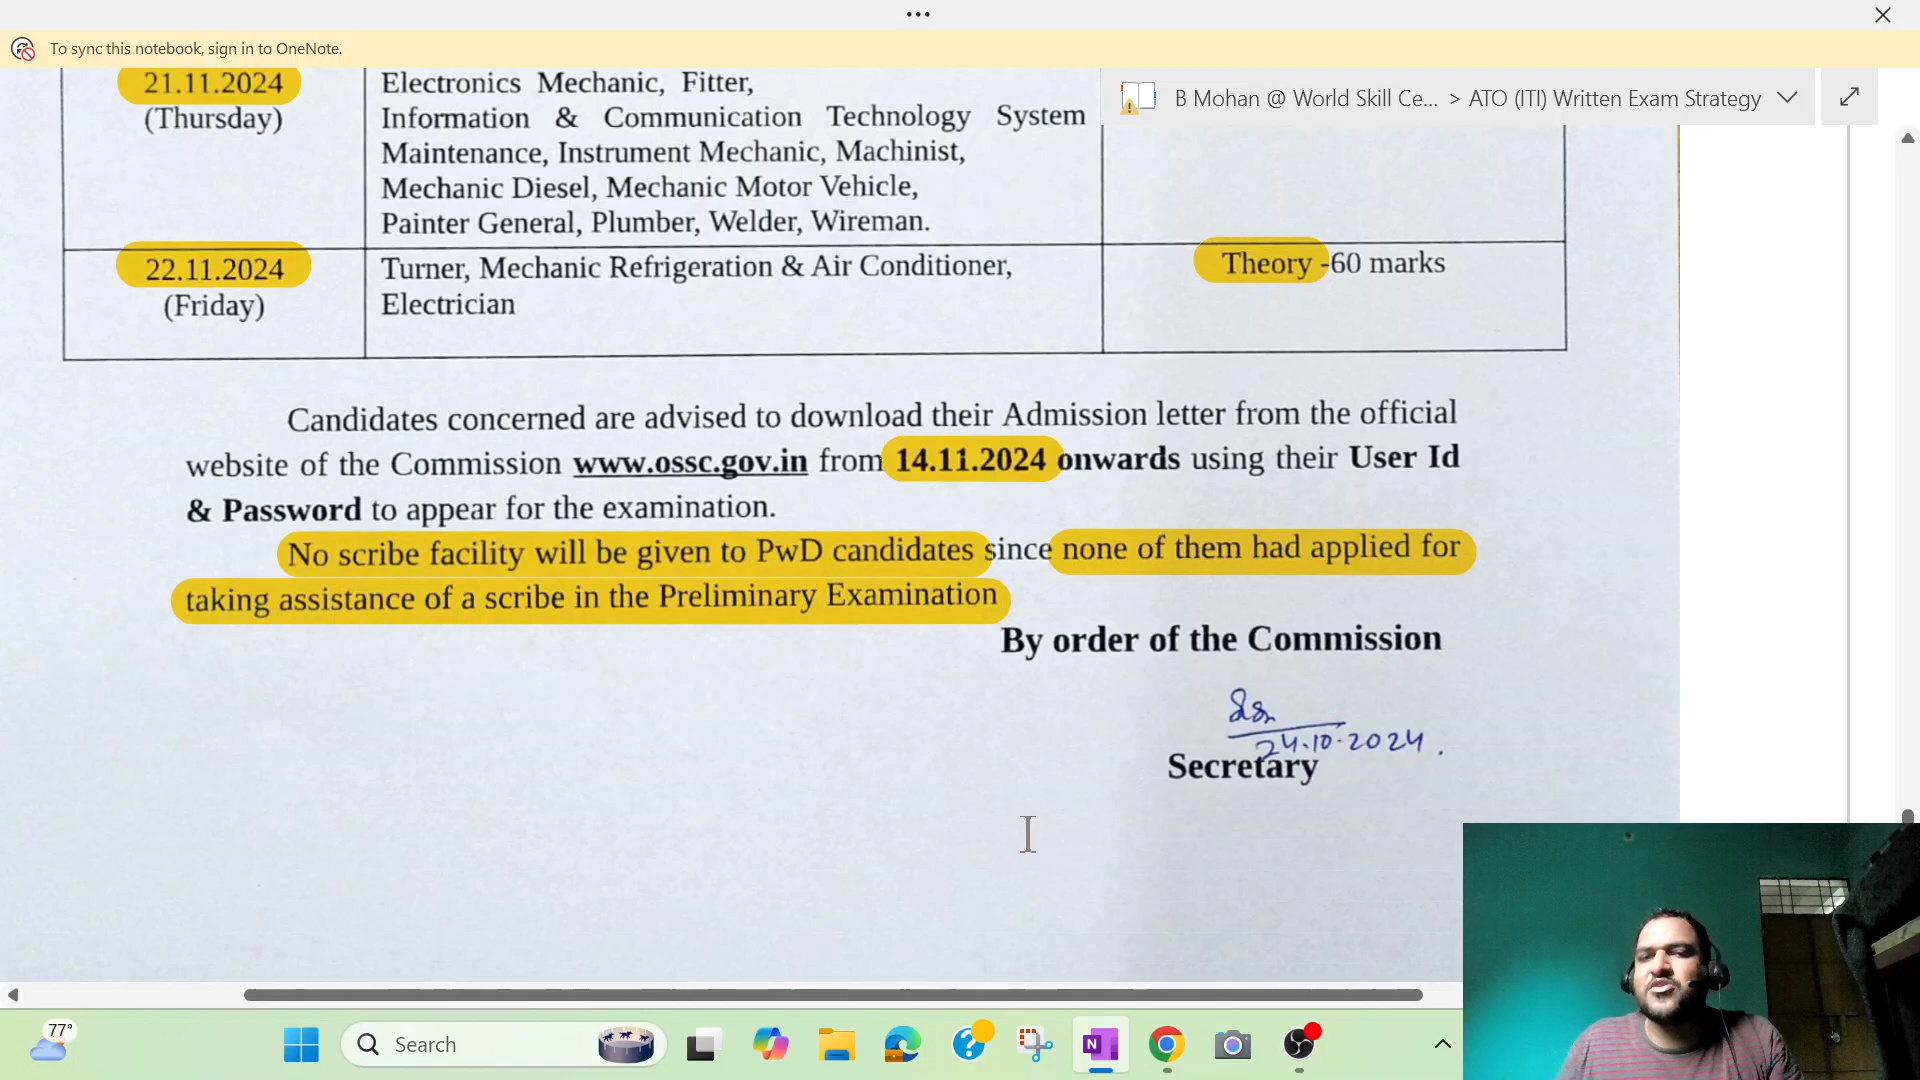 To sync this notebook, sign in to OneNote.
B Mohan @ World Skill Ce... > ATO (ITI) Written Exam Strategy
21.11.2024
(Thursday)
Electronics Mechanic, Fitter,
Information & Communication Technology System
Maintenance, Instrument Mechanic, Machinist,
Mechanic Diesel, Mechanic Motor Vehicle,
Painter General, Plumber, Welder, Wireman.
22.11.2024
(Friday)
Turner, Mechanic Refrigeration & Air Conditioner,
Electrician
Theory -60 marks
Candidates concerned are advised to download their Admission letter from the official
website of the Commission www.ossc.gov.in from 14.11.2024 onwards using their User Id
& Password to appear for the examination.
No scribe facility will be given to PwD candidates since none of them had applied for
taking assistance of a scribe in the Preliminary Examination
By order of the Commission
24.10.2024.
Secretary
77°
Search